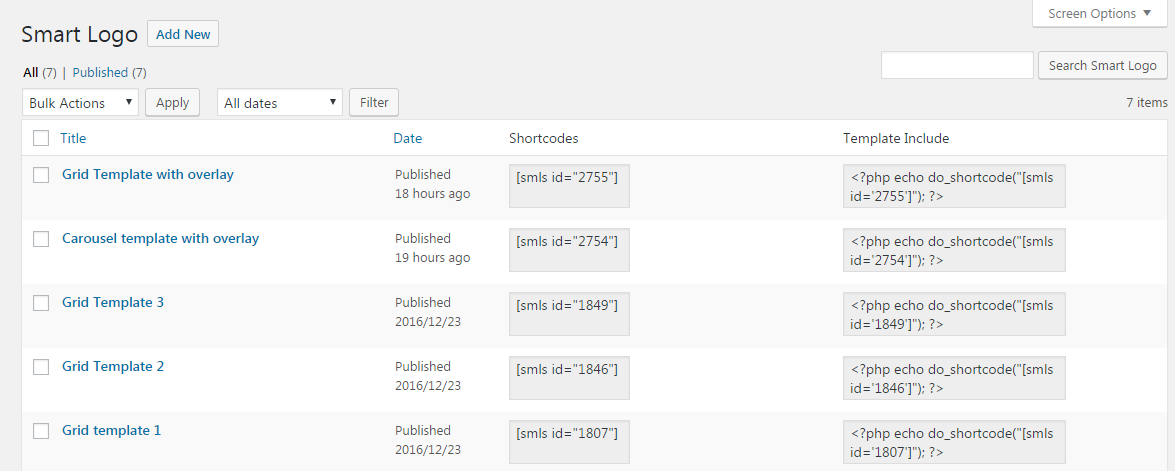 Screen Options
Smart Logo Add New
All (7) | Published (7)
Search Smart Logo
Bulk Actions Apply All dates Filter 7 items
Title Date Shortcodes Template Include
Grid Template with overlay
Published
18 hours ago
[smls id="2755"]
<?php echo do_shortcode("[smls
id='2755']"); ?>
Carousel template with overlay
Published
19 hours ago
[smls id="2754"]
<?php echo do_shortcode("[smls
id='2754']"); ?>
Grid Template 3
Published
2016/12/23
[smls id="1849"]
<?php echo do_shortcode("[smls
id='1849']"); ?>
Grid Template 2
Published
2016/12/23
[smls id="1846"]
<?php echo do_shortcode("[smls
id='1846']"); ?>
Grid template 1
Published
2016/12/23
[smls id="1807"]
<?php echo do_shortcode("[smls
id='1807']"); ?>